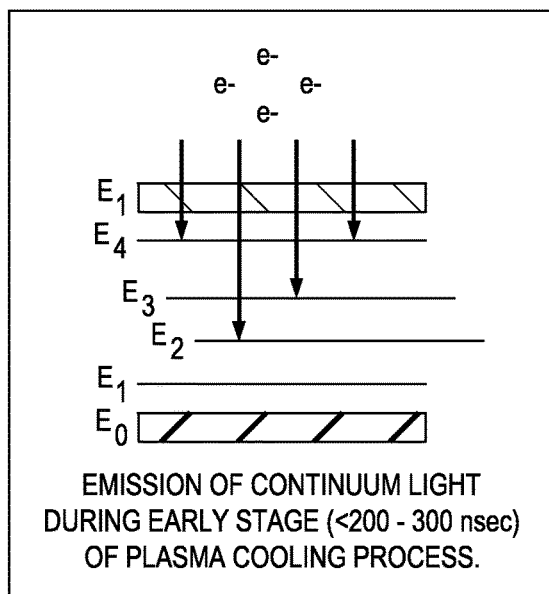 e-
e- e-
e-
E1
E4
E3
E2
E1
E0
EMISSION OF CONTINUUM LIGHT
DURING EARLY STAGE (<200 - 300 nsec)
OF PLASMA COOLING PROCESS.